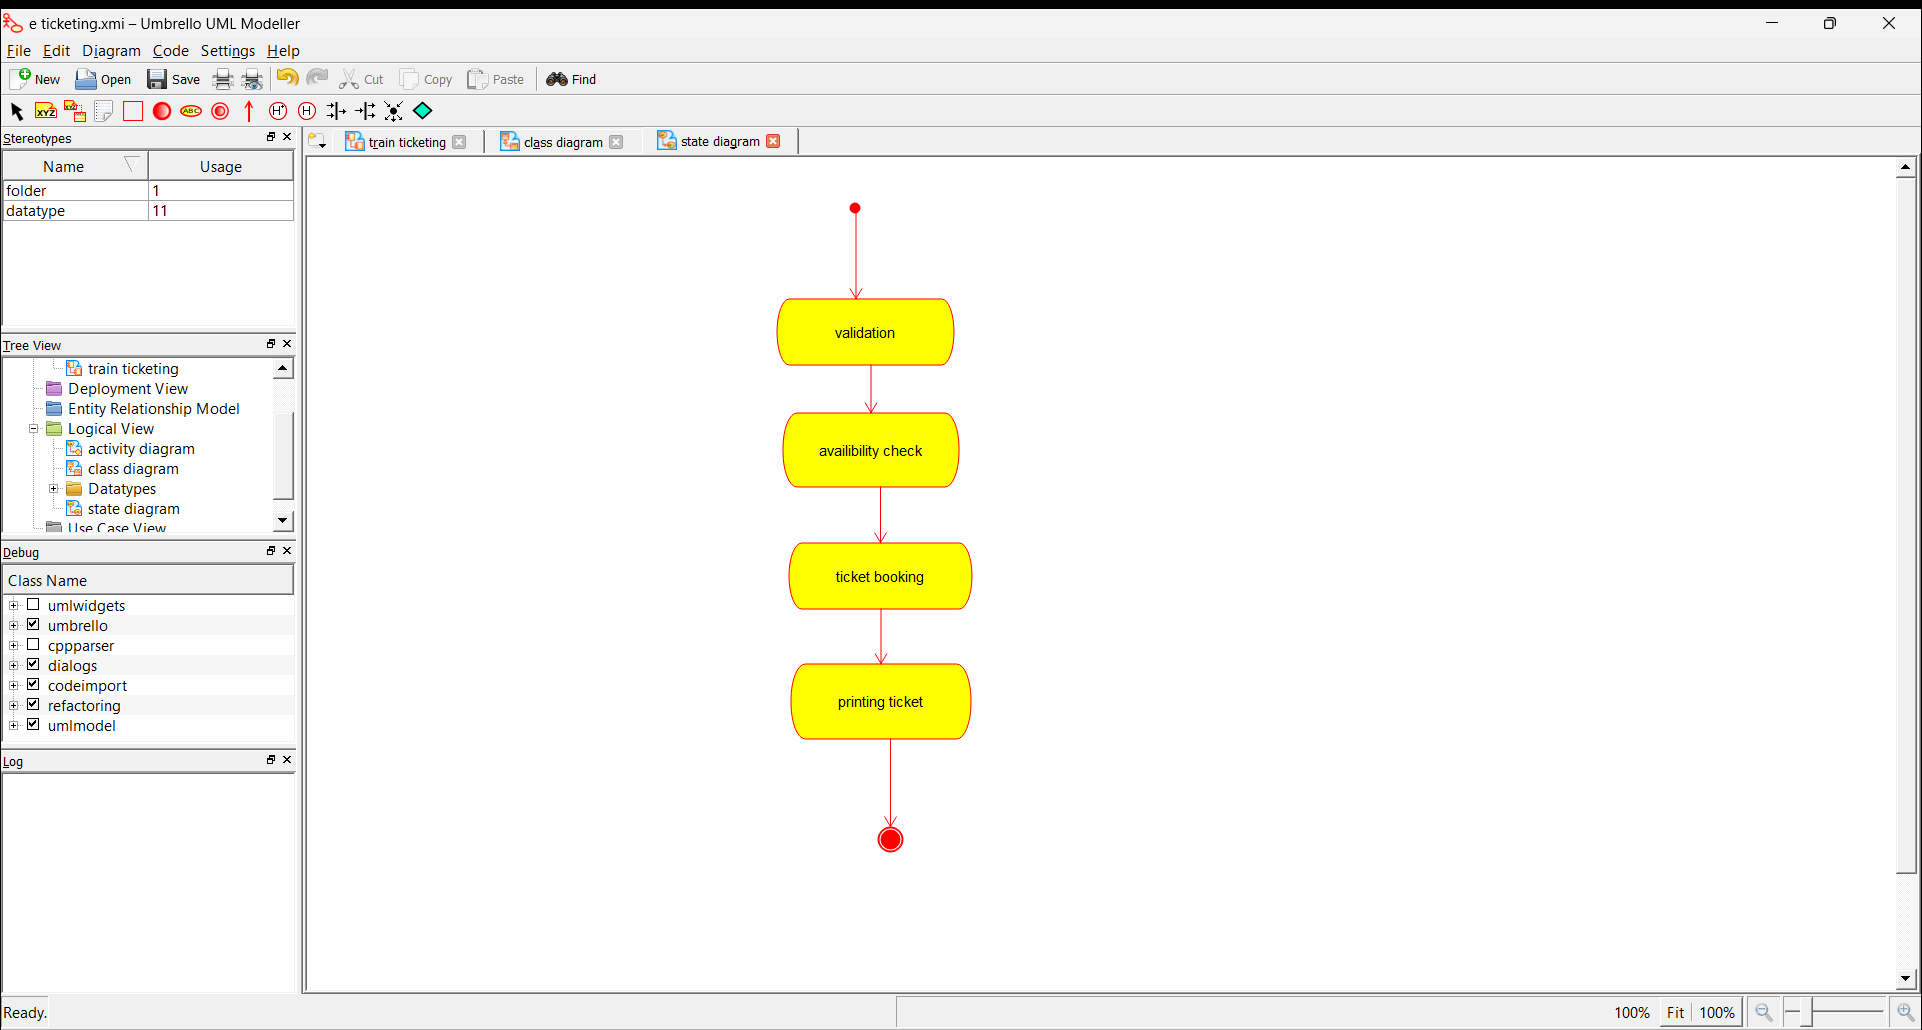 e ticketing.xmi – Umbrello UML Modeller
File Edit Diagram Code Settings Help
New Open Save Cut Copy Paste Find
XYZ XYZ ABC H* H
Stereotypes
train ticketing class diagram state diagram
Name Usage
folder 1
datatype 11
Tree View
train ticketing
Deployment View
Entity Relationship Model
Logical View
activity diagram
class diagram
Datatypes
state diagram
Use Case View
Debug
Class Name
umlwidgets
umbrello
cppparser
dialogs
codeimport
refactoring
umlmodel
Log
validation
availibility check
ticket booking
printing ticket
Ready.
100% Fit 100%